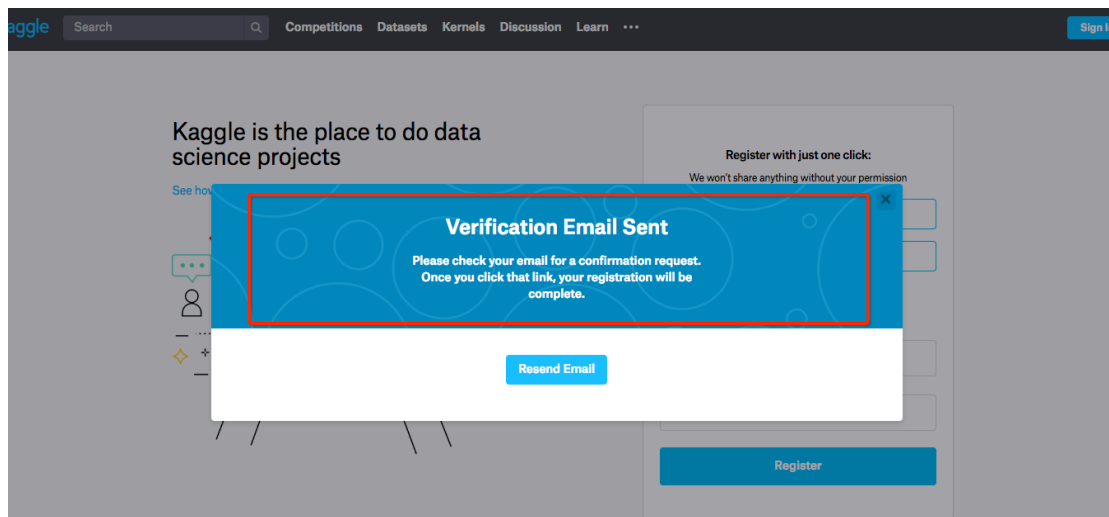 aggle Search Competitions Datasets Kernels Discussion Learn ••• Sign
Kaggle is the place to do data
science projects
See how
Register with just one click:
We won't share anything without your permission
Verification Email Sent
Please check your email for a confirmation request.
Once you click that link, your registration will be
complete.
Resend Email
Register